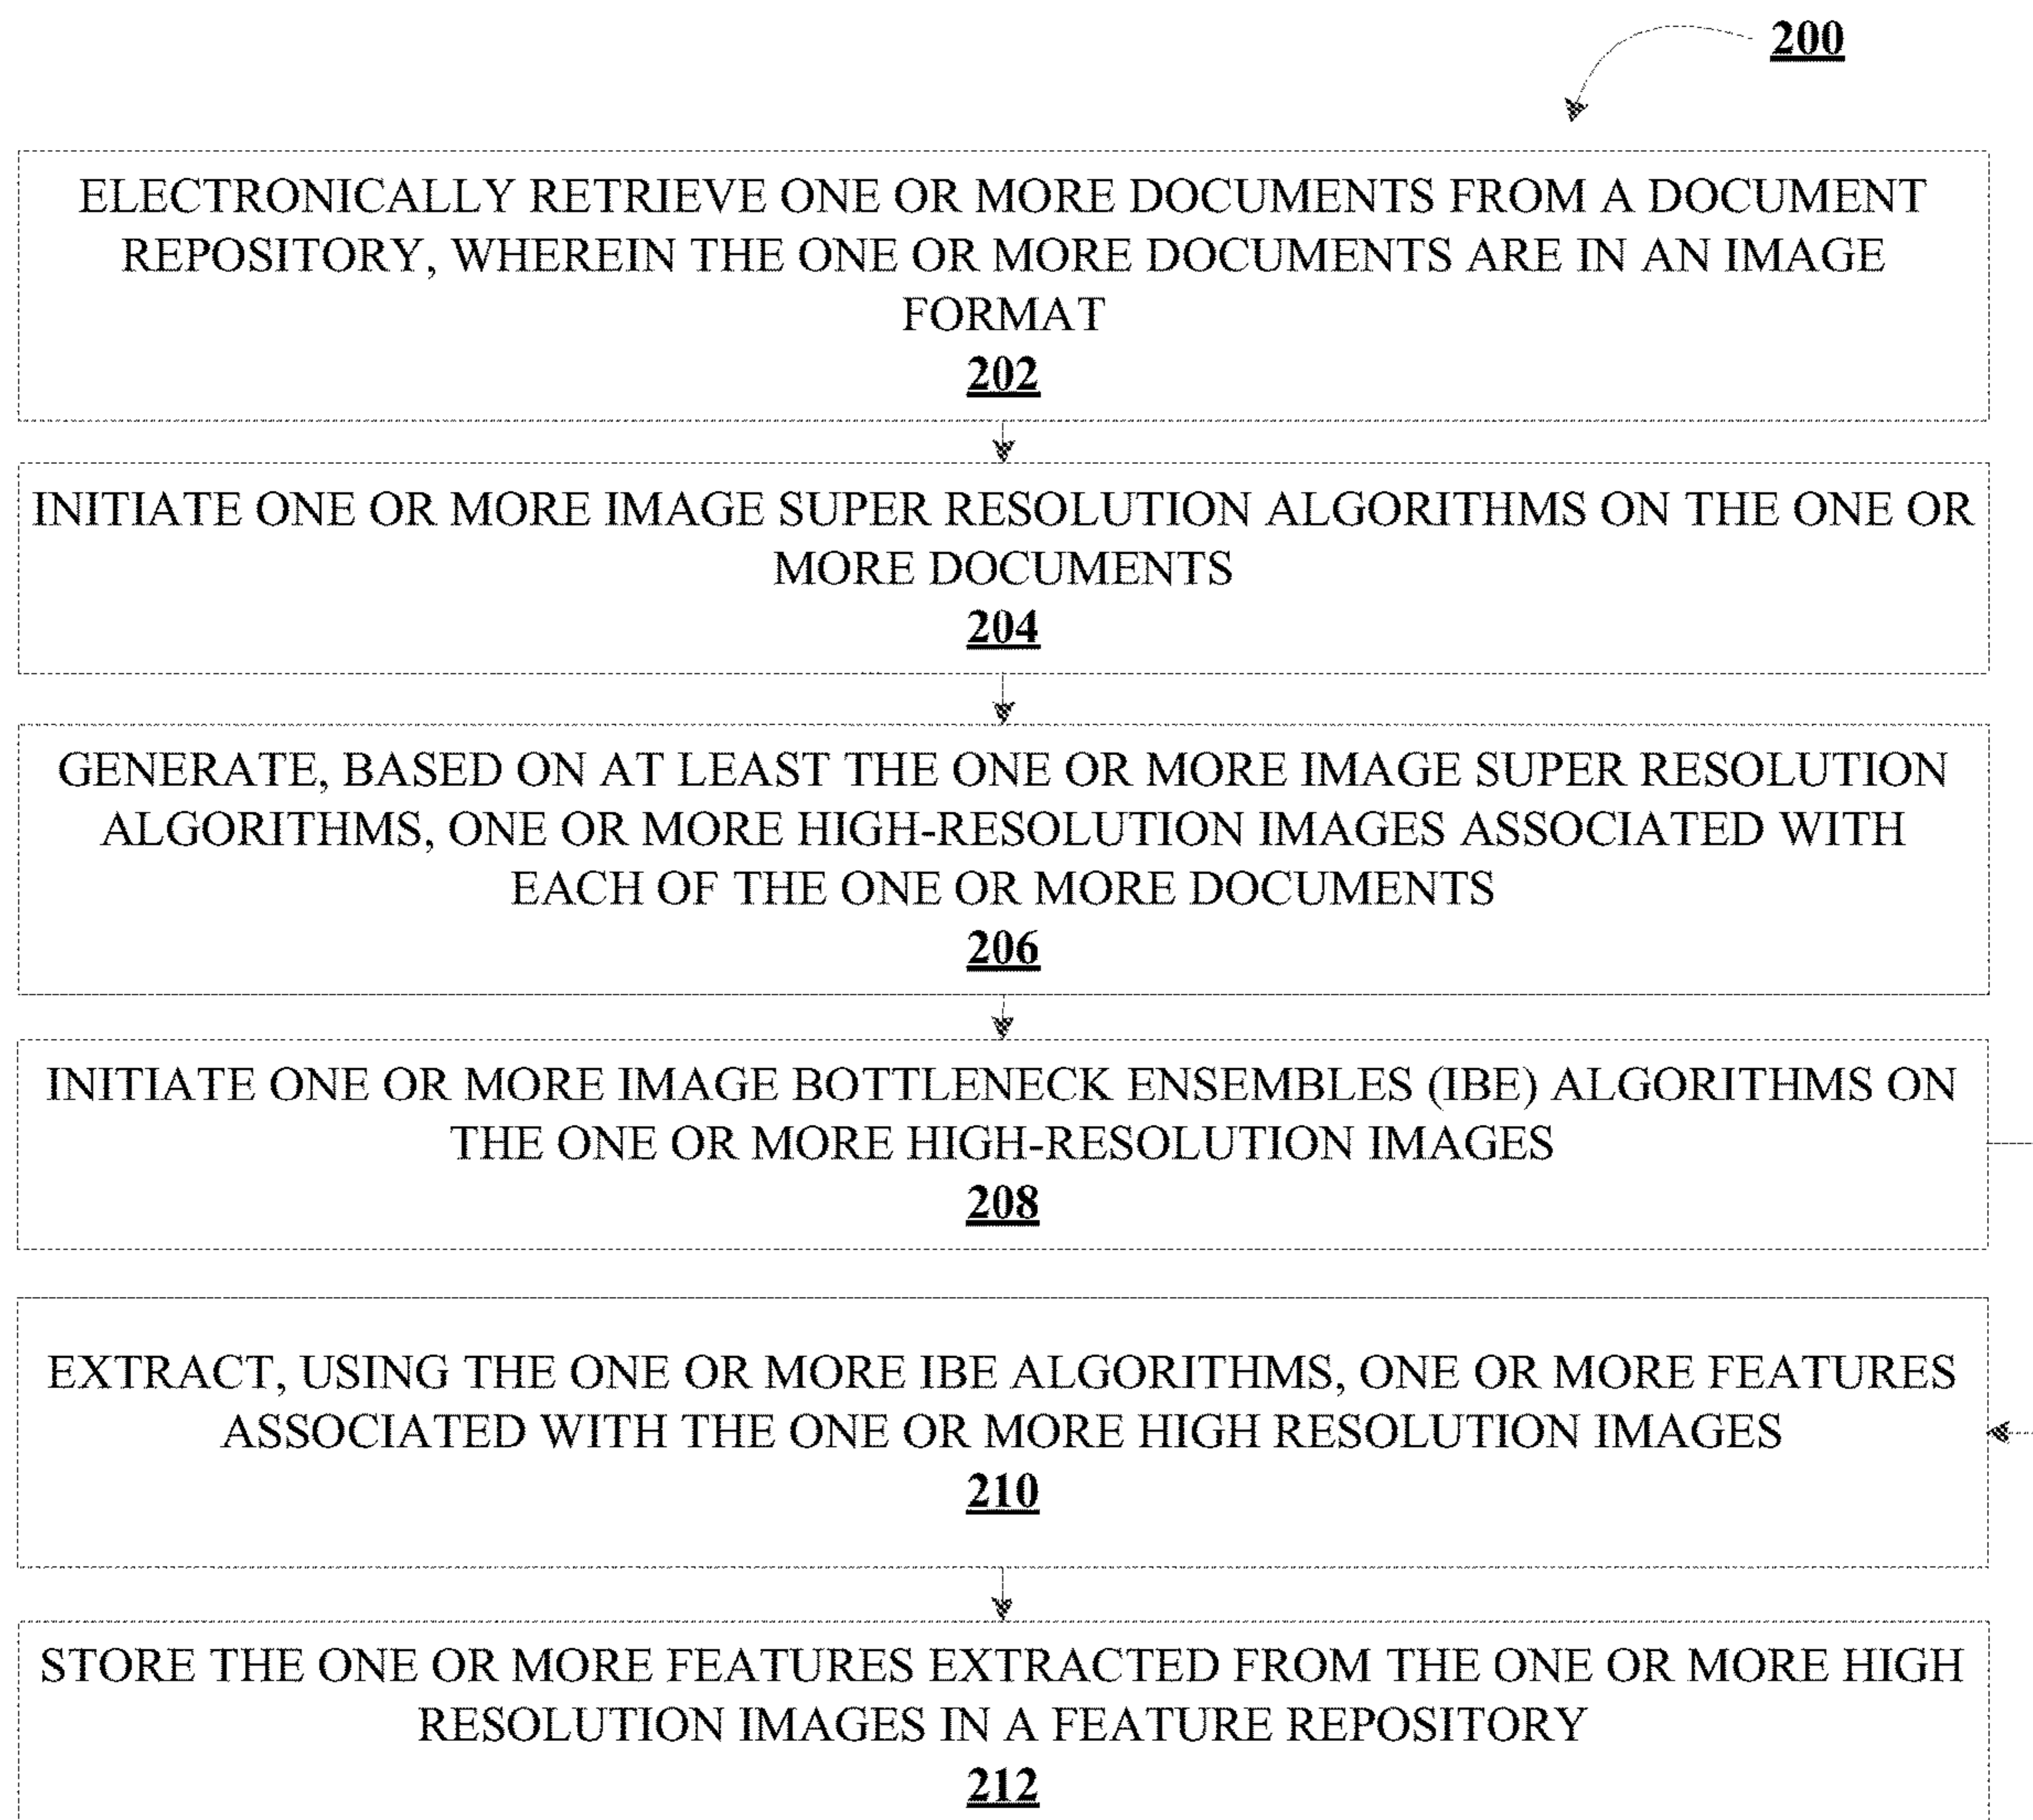 200
ELECTRONICALLY RETRIEVE ONE OR MORE DOCUMENTS FROM A DOCUMENT
REPOSITORY, WHEREIN THE ONE OR MORE DOCUMENTS ARE IN AN IMAGE
FORMAT
202
INITIATE ONE OR MORE IMAGE SUPER RESOLUTION ALGORITHMS ON THE ONE OR
MORE DOCUMENTS
204
GENERATE, BASED ON AT LEAST THE ONE OR MORE IMAGE SUPER RESOLUTION
ALGORITHMS, ONE OR MORE HIGH-RESOLUTION IMAGES ASSOCIATED WITH
EACH OF THE ONE OR MORE DOCUMENTS
206
INITIATE ONE OR MORE IMAGE BOTTLENECK ENSEMBLES (IBE) ALGORITHMS ON
THE ONE OR MORE HIGH-RESOLUTION IMAGES
208
EXTRACT, USING THE ONE OR MORE IBE ALGORITHMS, ONE OR MORE FEATURES
ASSOCIATED WITH THE ONE OR MORE HIGH RESOLUTION IMAGES
210
STORE THE ONE OR MORE FEATURES EXTRACTED FROM THE ONE OR MORE HIGH
RESOLUTION IMAGES IN A FEATURE REPOSITORY
212